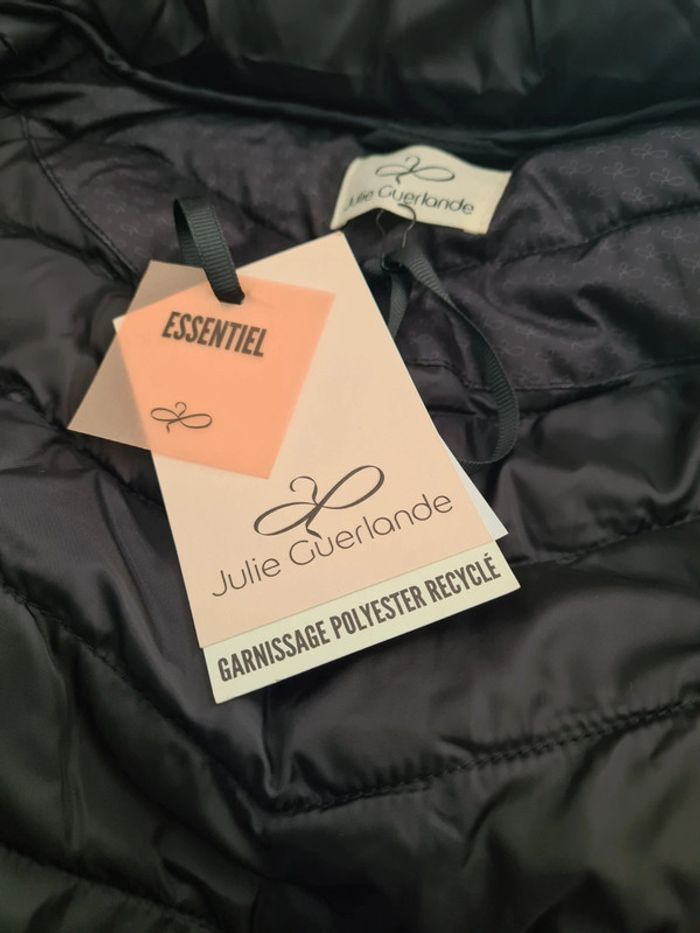 Julie Guerlande
ESSENTIEL
Julie Guerlande
GARNISSAGE POLYESTER RECYCLÉ